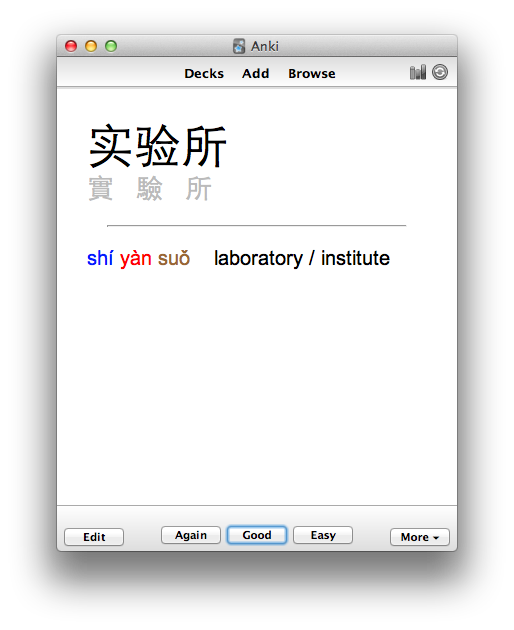 Anki
Decks Add Browse
实验所
實 驗 所
shí yàn suǒ laboratory / institute
Edit Again Good Easy More